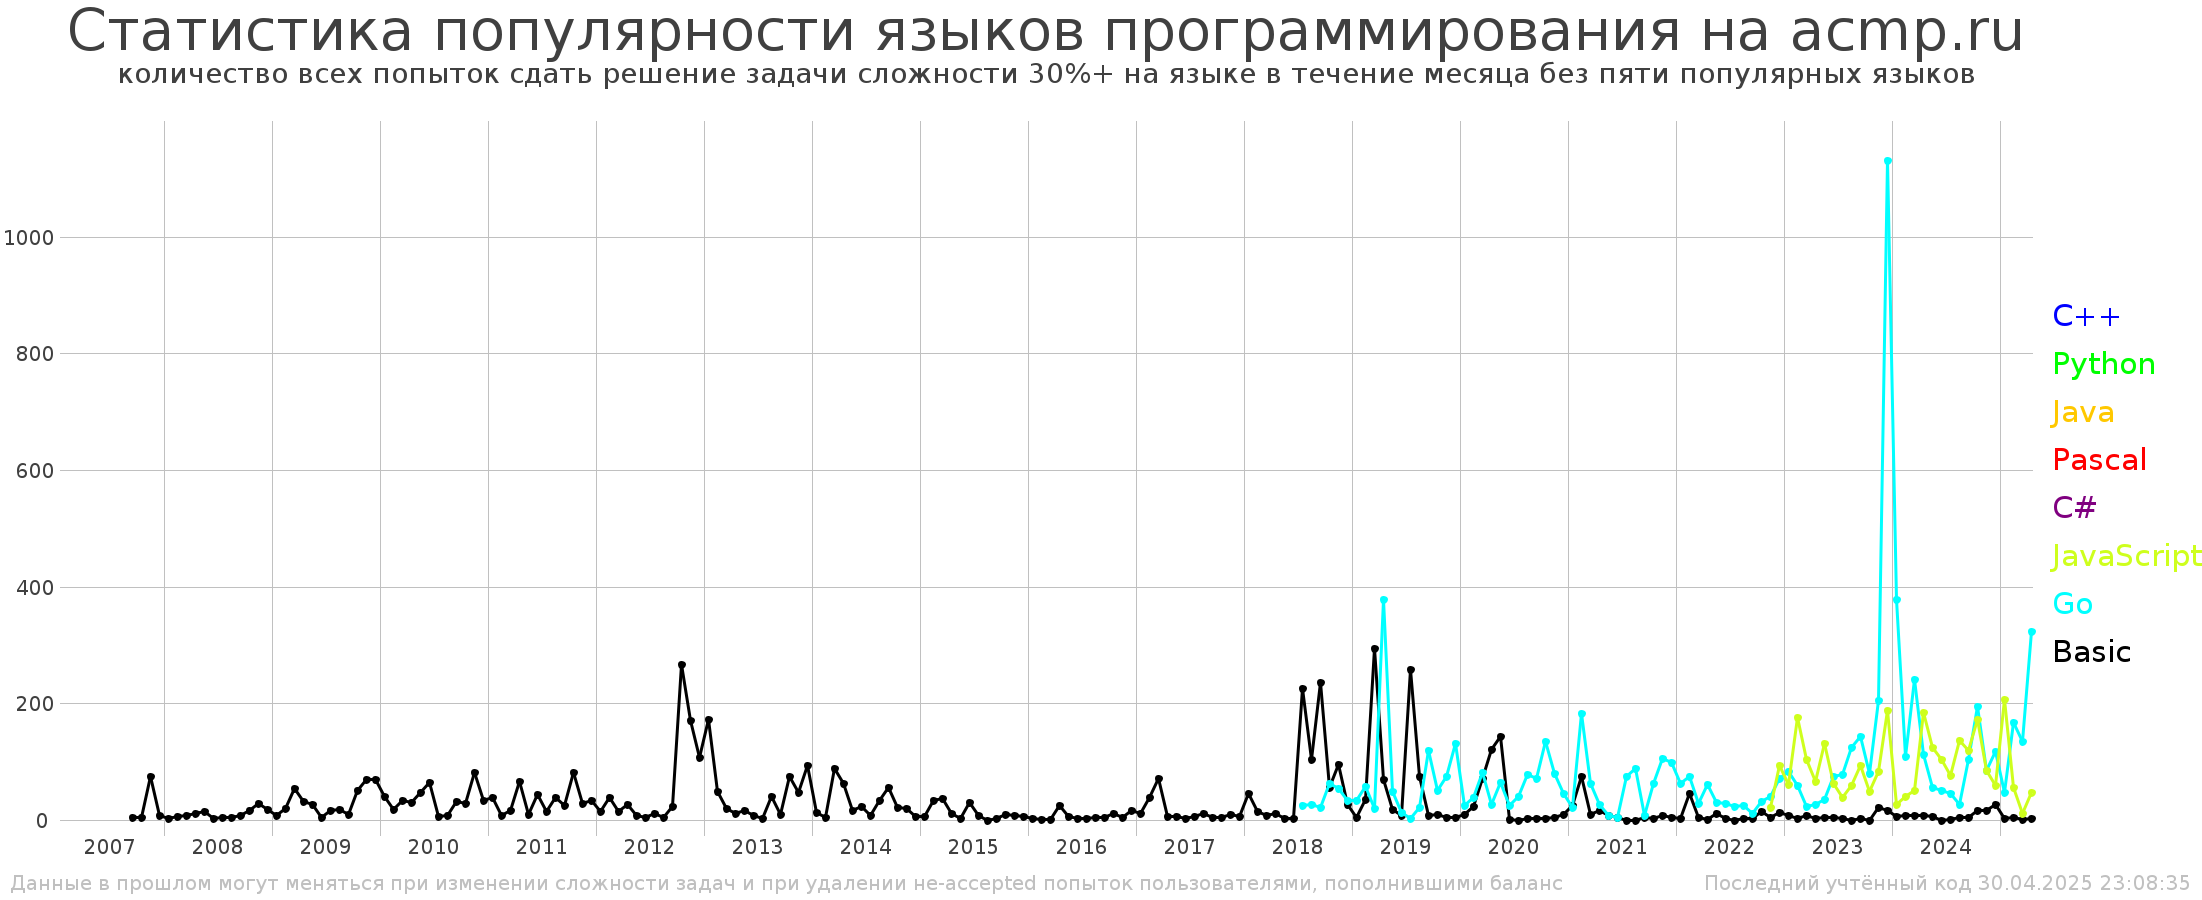 Статистика популярности языков программирования на acmp.ru
количество всех попыток сдать решение задачи сложности 30%+ на языке в течение месяца без пяти популярных языков
1000
800
600
400
200
0
C++
Python
Java
Pascal
C#
JavaScript
Go
Basic
2007 2008 2009 2010 2011 2012 2013 2014 2015 2016 2017 2018 2019 2020 2021 2022 2023 2024
Данные в прошлом могут меняться при изменении сложности задач и при удалении не-accepted попыток пользователями, пополнившими баланс
Последний учтённый код 30.04.2025 23:08:35